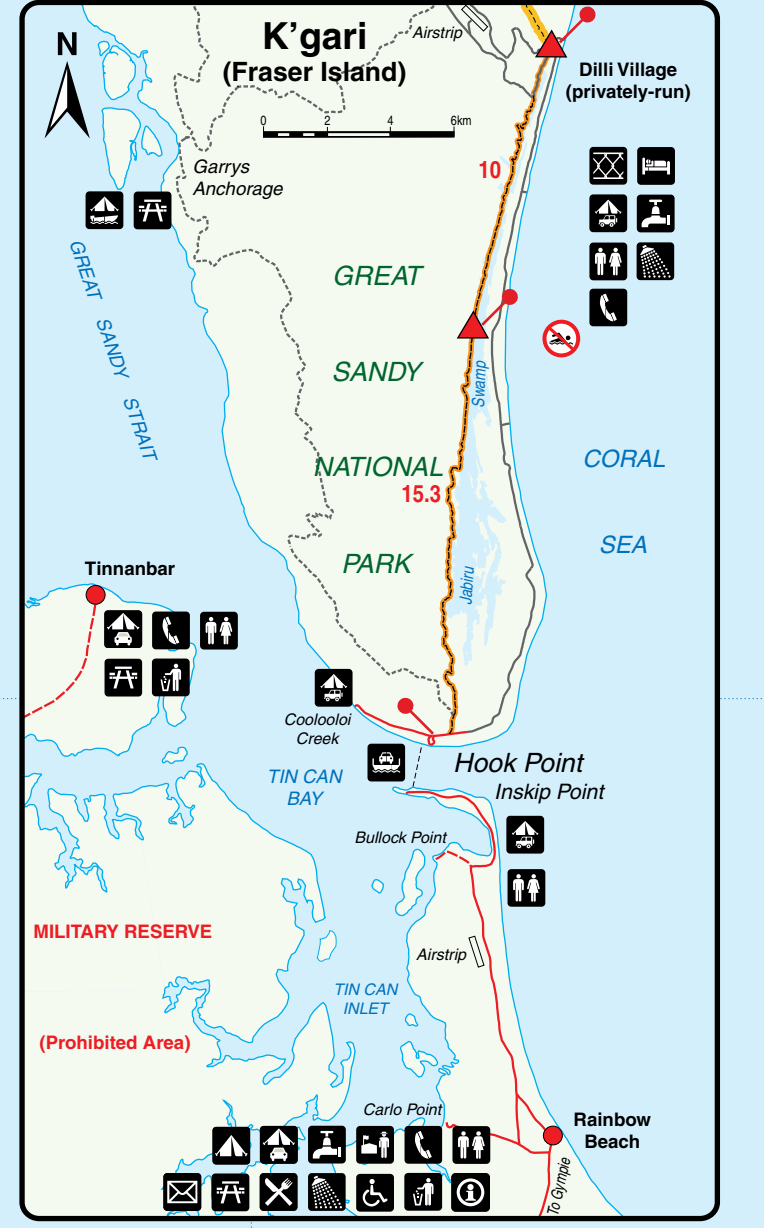 K’gari
(Fraser Island)
N
Airstrip
Dilli Village
(privately-run)
0 2 4 6km
Garrys
Anchorage
10
GREAT SANDY STRAIT
GREAT
SANDY
NATIONAL
PARK
Swamp
Jabiru
15.3
CORAL
SEA
Tinnanbar
Coolooloi
Creek
TIN CAN
BAY
Hook Point
Inskip Point
Bullock Point
MILITARY RESERVE
(Prohibited Area)
Airstrip
TIN CAN
INLET
Carlo Point
Rainbow
Beach
To Gympie